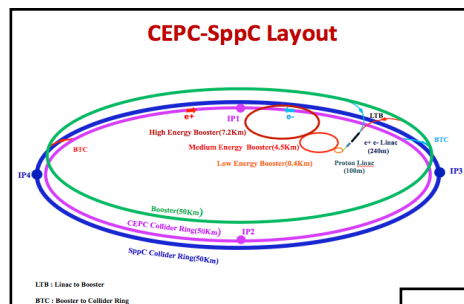 CEPC-SppC Layout
e+
IP1
e-
LTB
High Energy Booster(7.2Km)
BTC
Medium Energy Booster(4.5Km)
e+ e- Linac
(240m)
BTC
Low Energy Booster(0.4Km)
Proton Linac
(100m)
IP4
IP3
Booster(50Km)
CEPC Collider Ring(50Km)
IP2
SppC Collider Ring(50Km)
LTB : Linac to Booster
BTC : Booster to Collider Ring